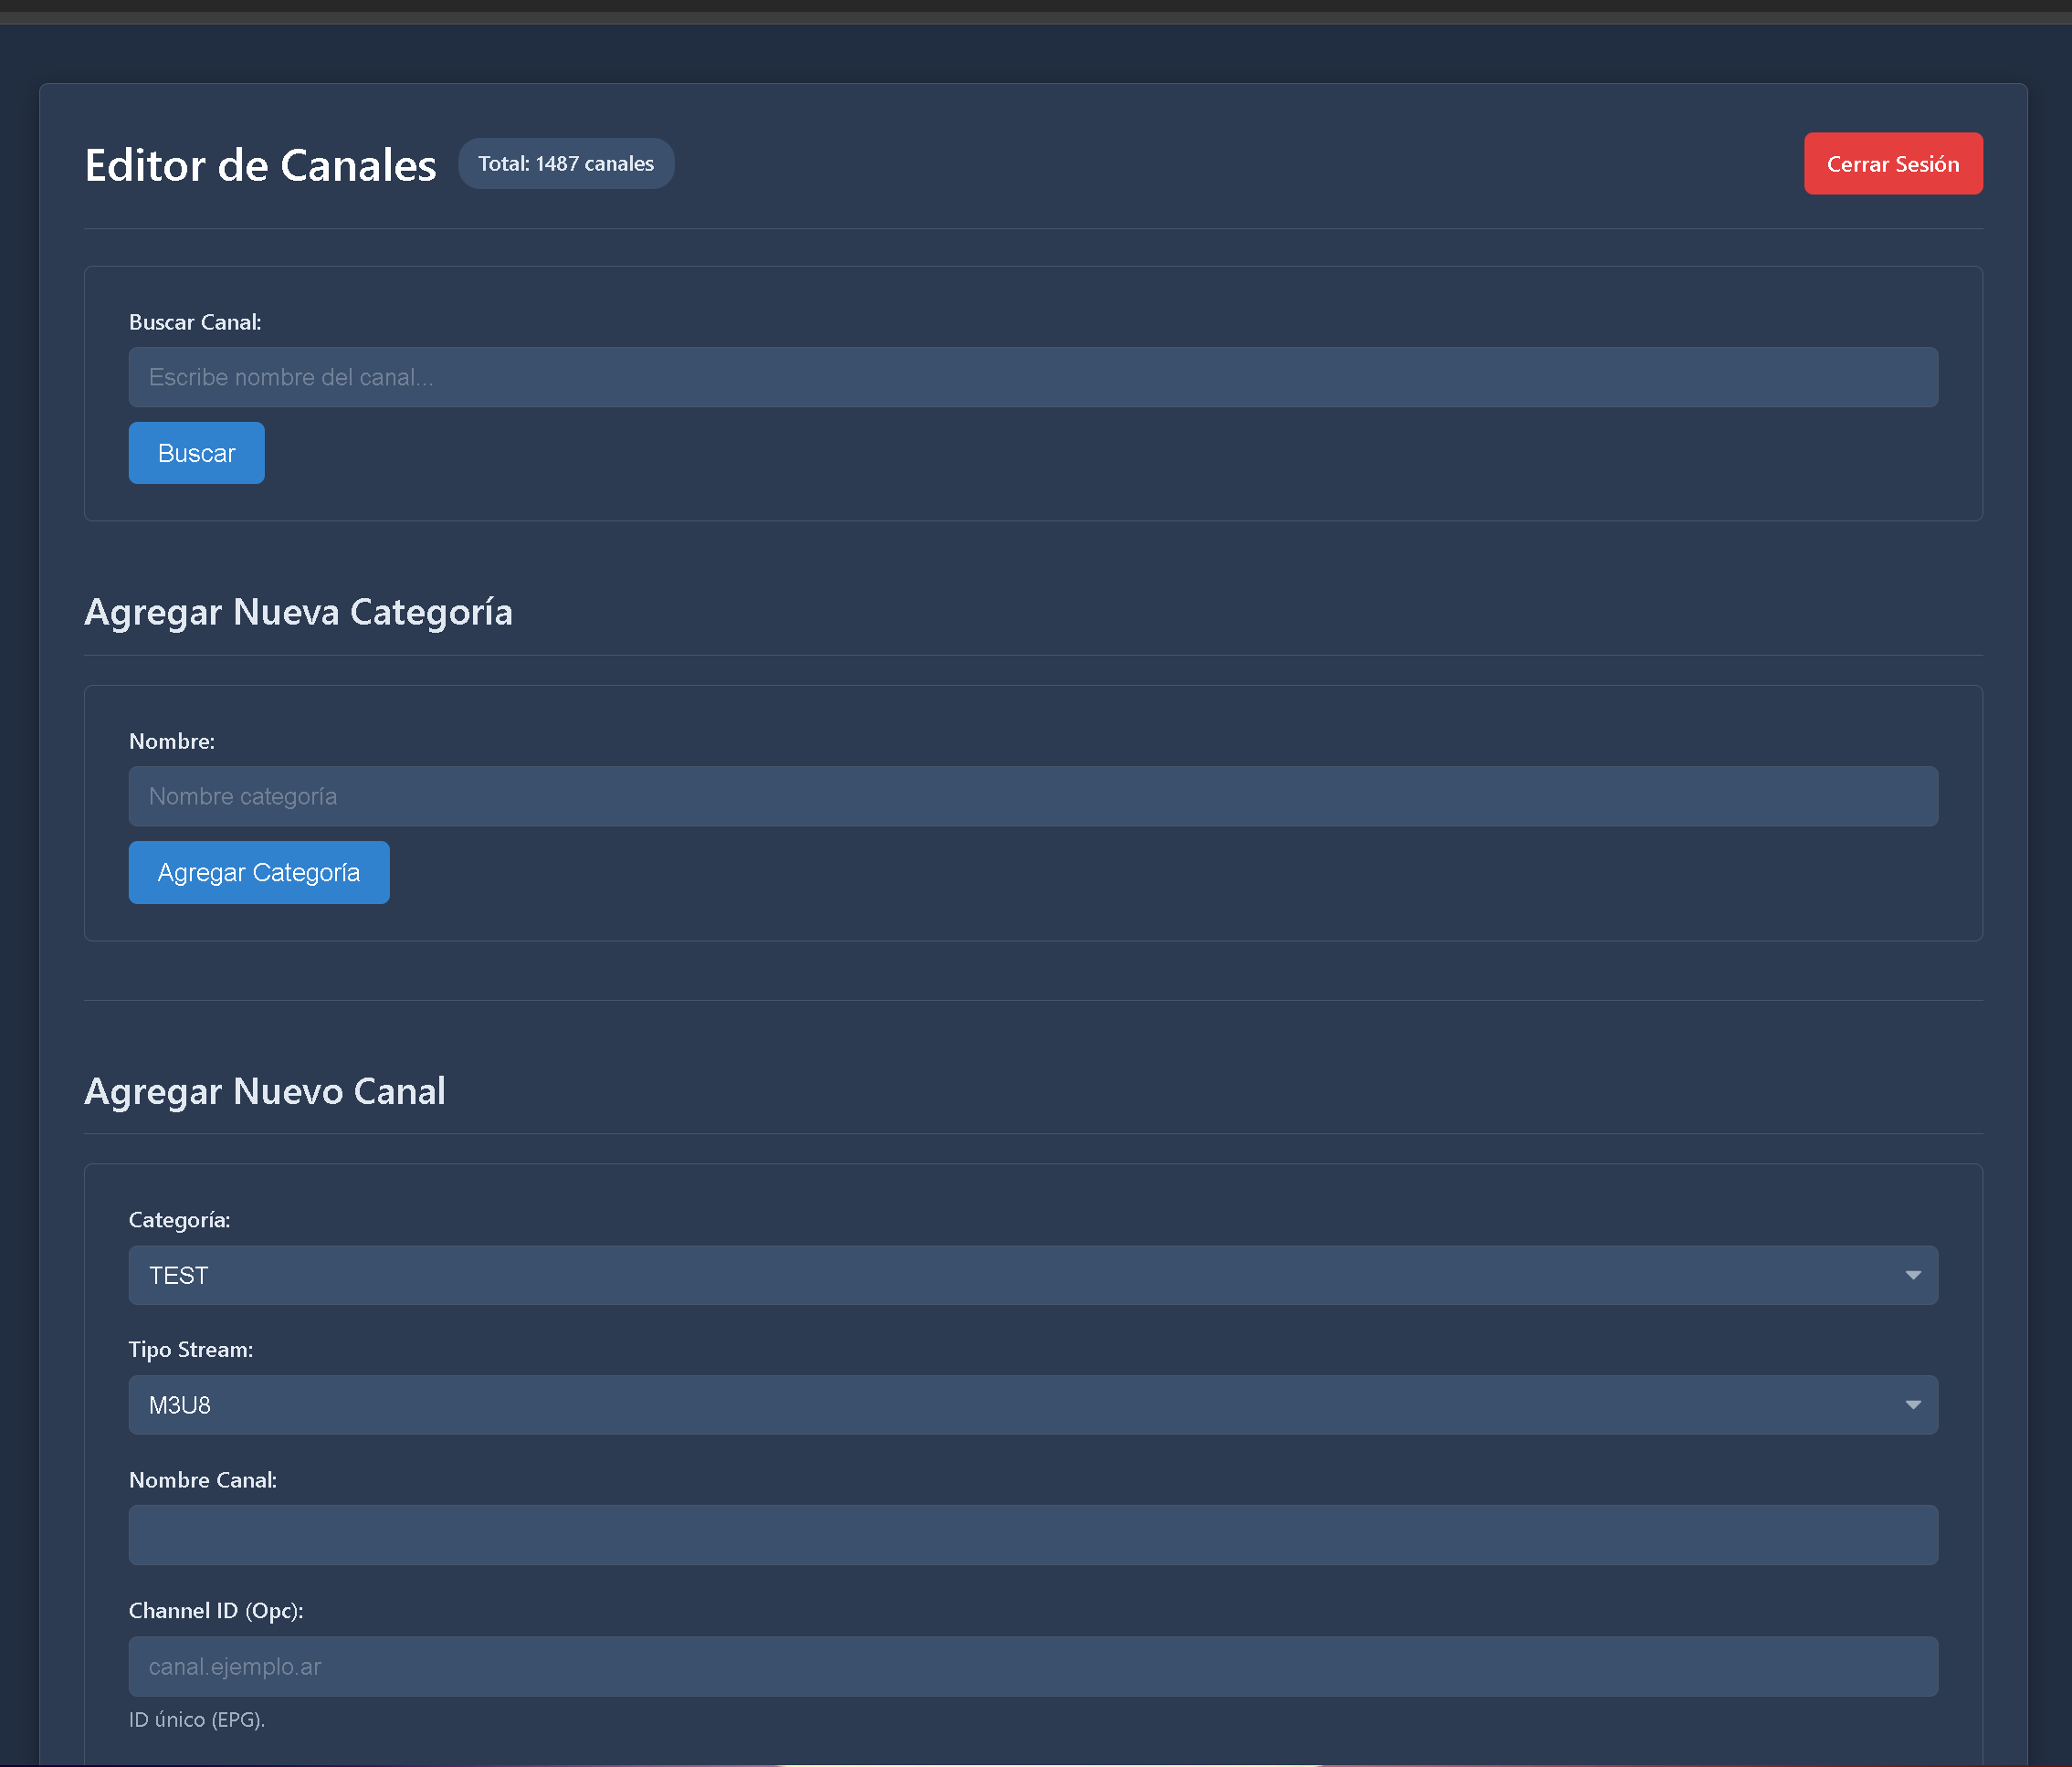 Editor de Canales
Total: 1487 canales
Cerrar Sesión
Buscar Canal:
Escribe nombre del canal...
Buscar
Agregar Nueva Categoría
Nombre:
Nombre categoría
Agregar Categoría
Agregar Nuevo Canal
Categoría:
TEST
Tipo Stream:
M3U8
Nombre Canal:
Channel ID (Opc):
canal.ejemplo.ar
ID único (EPG).